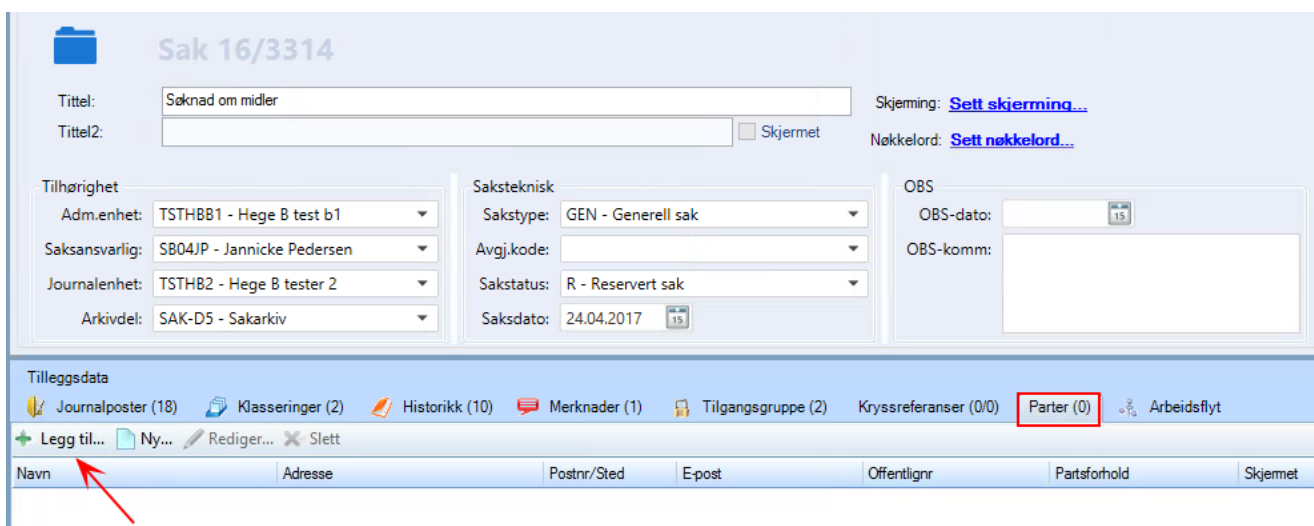 Sak 16/3314
Tittel: Søknad om midler Skjerming: Sett skjerming...
Tittel2: Skjermet Nøkkelord: Sett nøkkelord...
Tilhørighet Saksteknisk OBS
Adm.enhet: TSTHBB1 - Hege B test b1 Sakstype: GEN - Generell sak OBS-dato: 15
Saksansvarlig: SB04JP - Jannicke Pedersen Avgj.kode: OBS-komm:
Journalenhet: TSTHB2 - Hege B tester 2 Sakstatus: R - Reservert sak
Arkivdel: SAK-D5 - Sakarkiv Saksdato: 24.04.2017 15
Tilleggsdata
Journalposter (18) Klasseringer (2) Historikk (10) Merknader (1) Tilgangsgruppe (2) Kryssreferanser (0/0) Parter (0) Arbeidsflyt
Legg til... Ny... Rediger... Slett
Navn Adresse Postnr/Sted E-post Offentlignr Partsforhold Skjermet